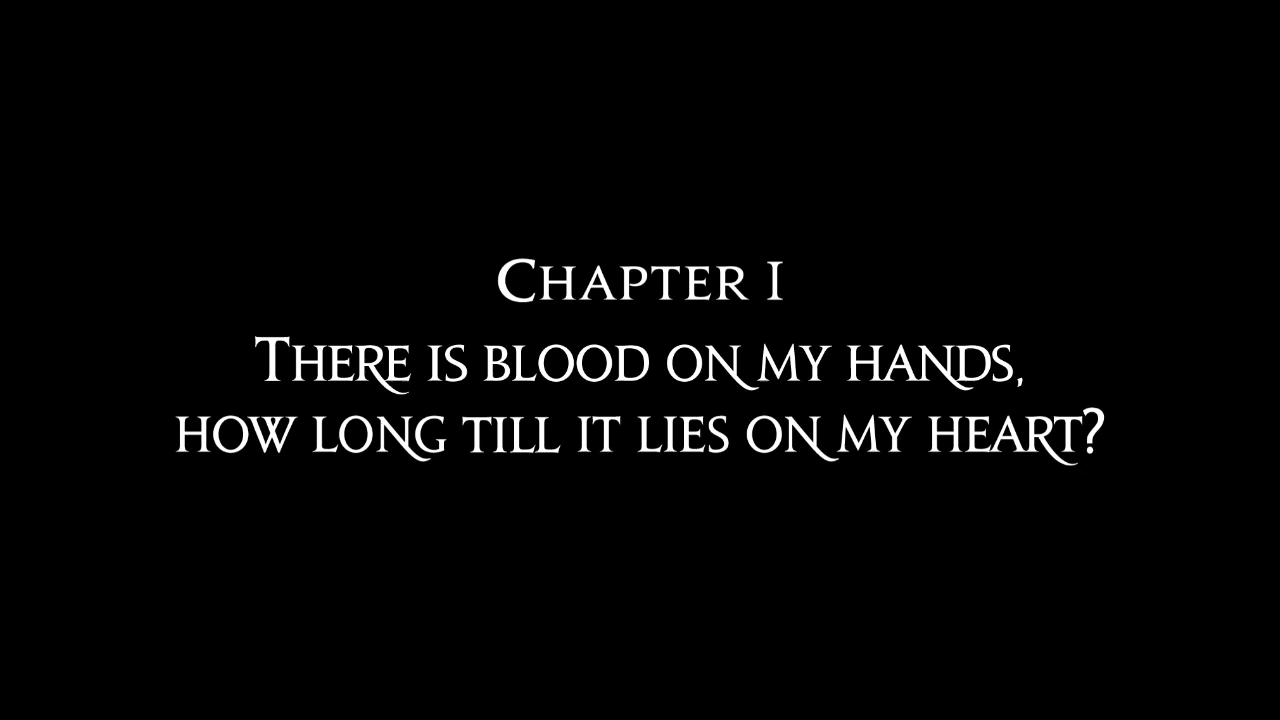 Chapter I
There is blood on my hands,
how long till it lies on my heart?